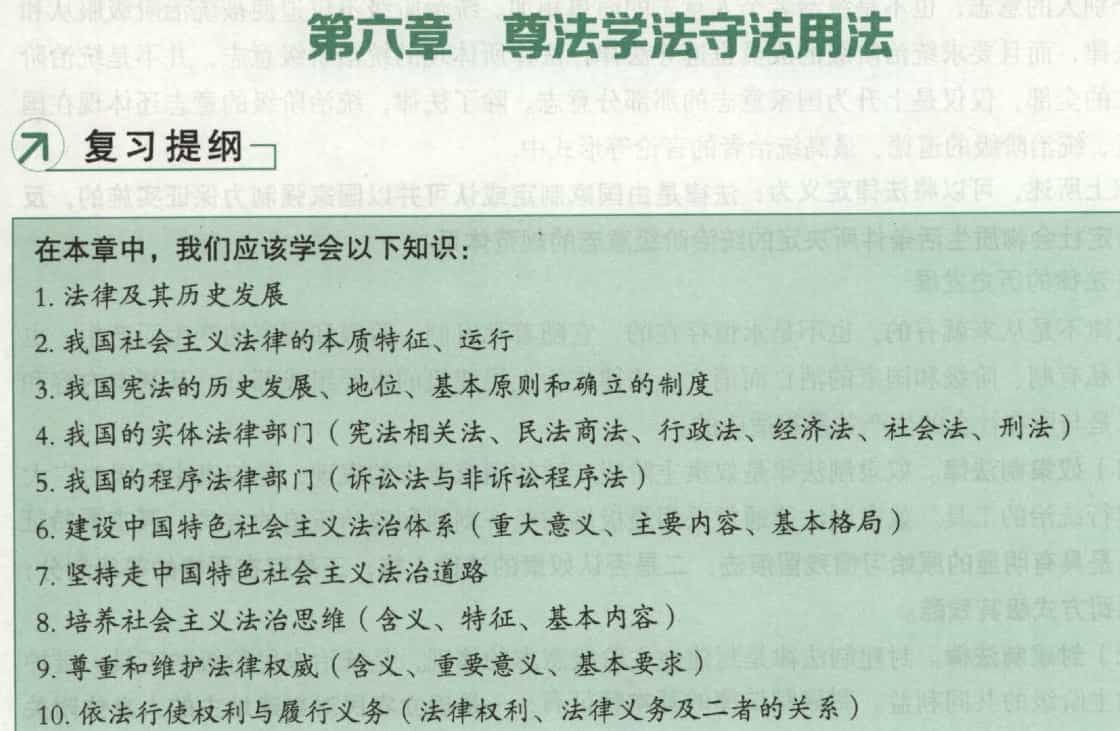 第六章 尊法学法守法用法
复习提纲
在本章中，我们应该学会以下知识：
1. 法律及其历史发展
2. 我国社会主义法律的本质特征、运行
3. 我国宪法的历史发展、地位、基本原则和确立的制度
4. 我国的实体法律部门（宪法相关法、民法商法、行政法、经济法、社会法、刑法）
5. 我国的程序法律部门（诉讼法与非诉讼程序法）
6. 建设中国特色社会主义法治体系（重大意义、主要内容、基本格局）
7. 坚持走中国特色社会主义法治道路
8. 培养社会主义法治思维（含义、特征、基本内容）
9. 尊重和维护法律权威（含义、重要意义、基本要求）
10. 依法行使权利与履行义务（法律权利、法律义务及二者的关系）